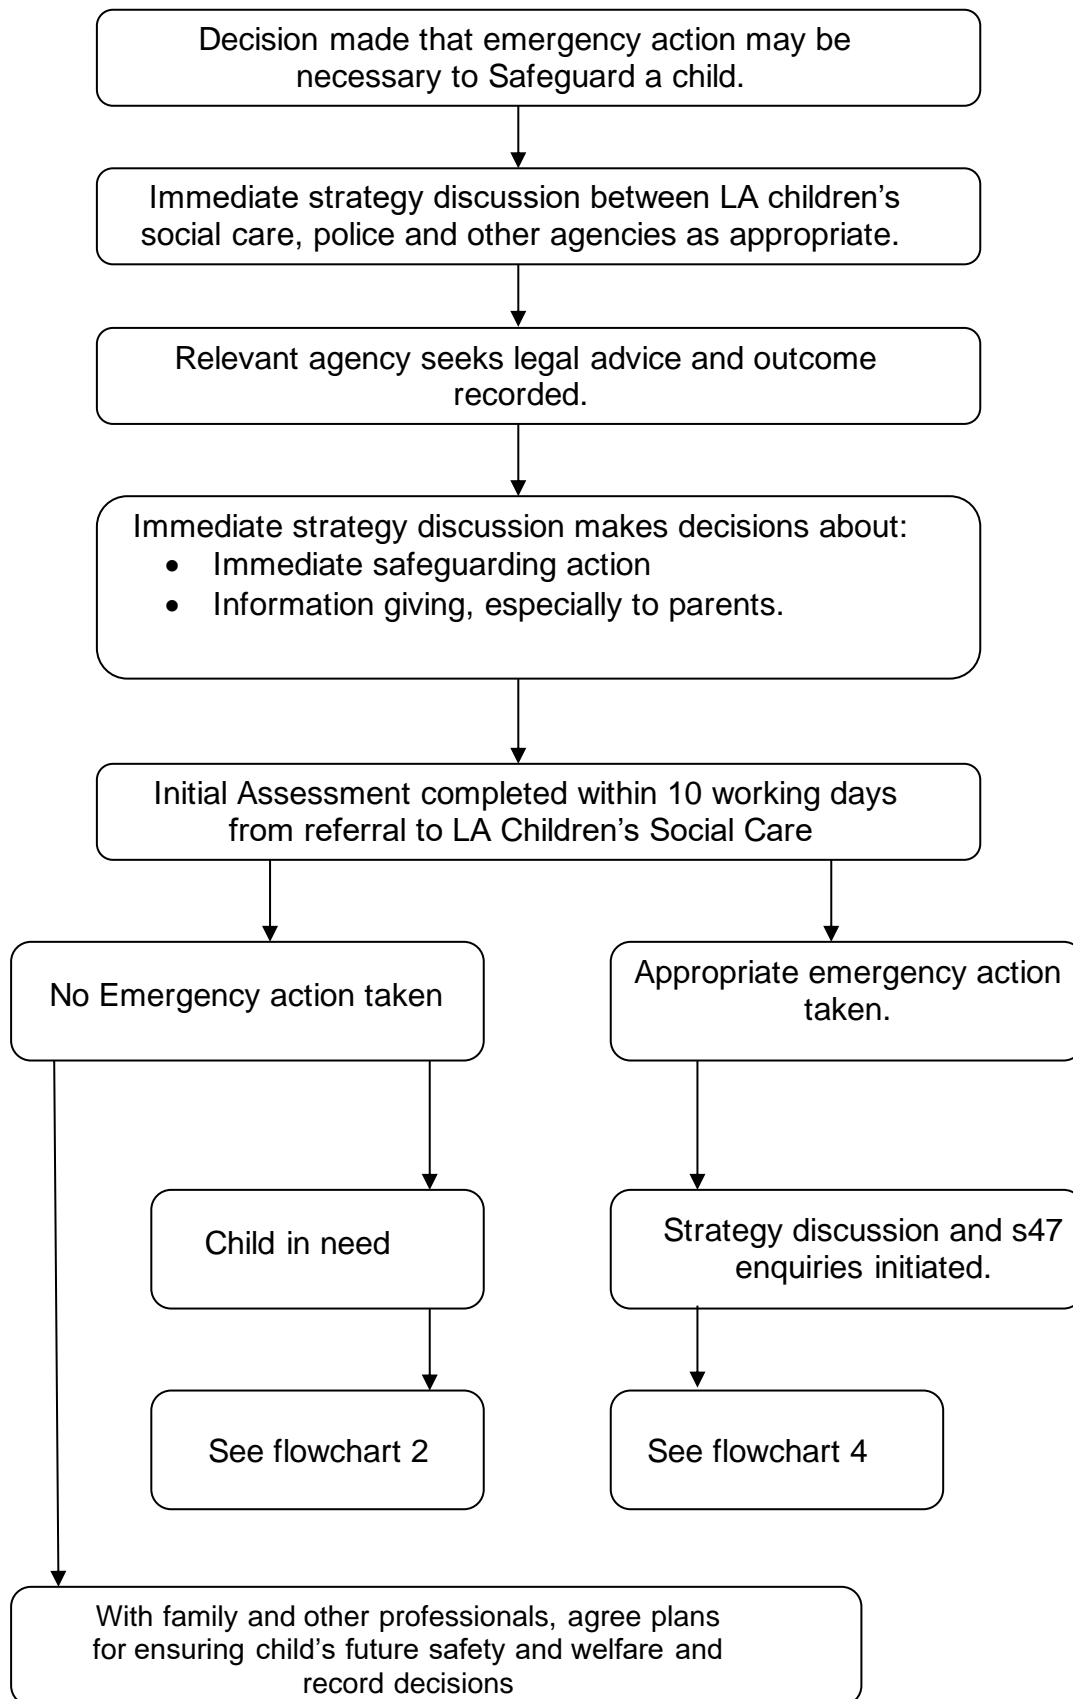 Decision made that emergency action may be
necessary to Safeguard a child.
Immediate strategy discussion between LA children’s
social care, police and other agencies as appropriate.
Relevant agency seeks legal advice and outcome
recorded.
Immediate strategy discussion makes decisions about:
• Immediate safeguarding action
• Information giving, especially to parents.
Initial Assessment completed within 10 working days
from referral to LA Children’s Social Care
No Emergency action taken
Appropriate emergency action
taken.
Child in need
Strategy discussion and s47
enquiries initiated.
See flowchart 2
See flowchart 4
With family and other professionals, agree plans
for ensuring child’s future safety and welfare and
record decisions